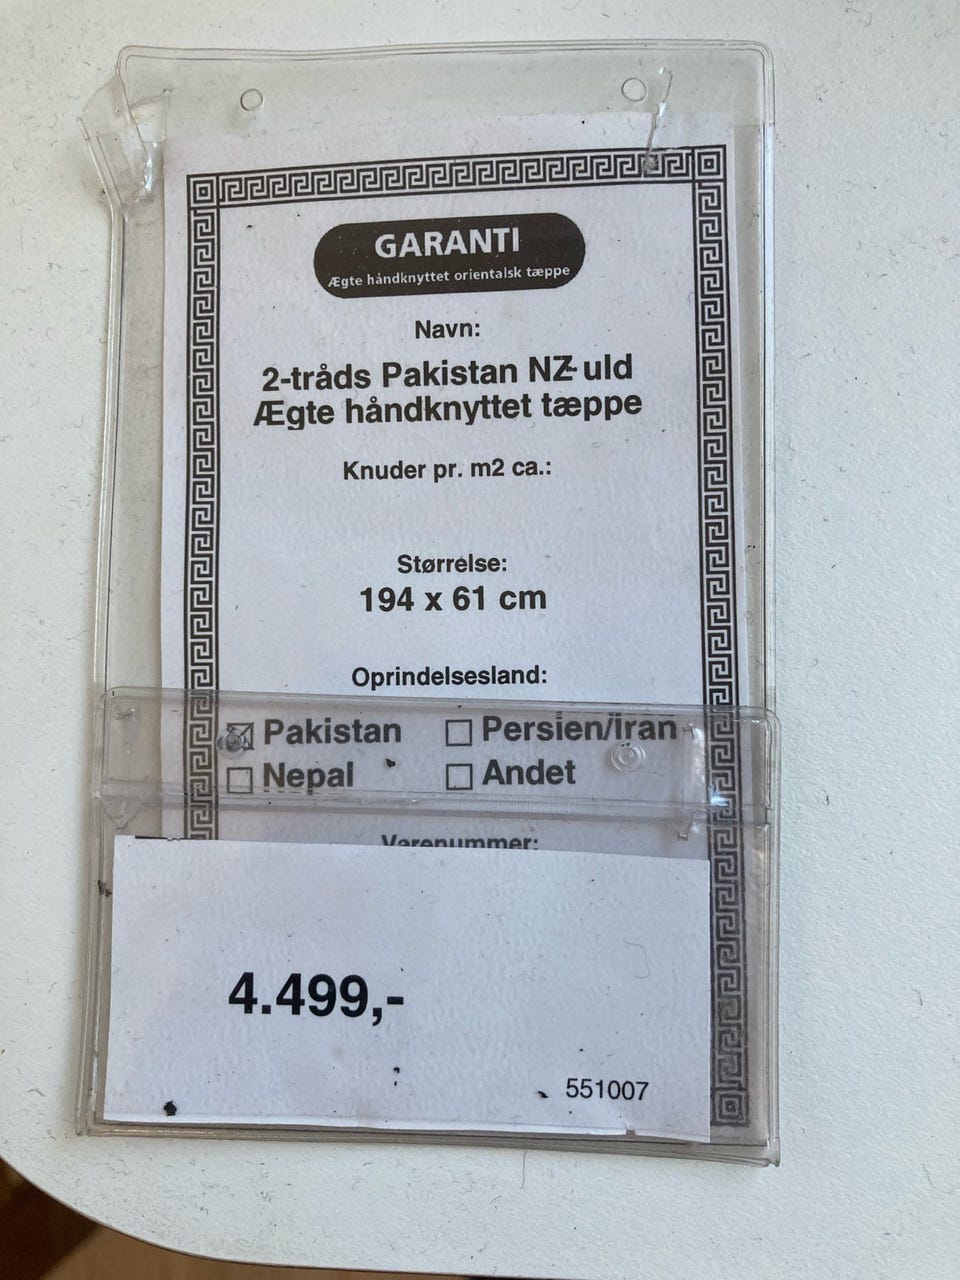 GARANTI
Ægte håndknyttet orientalsk tæppe
Navn:
2-tråds Pakistan NZ-uld
Ægte håndknyttet tæppe
Knuder pr. m2 ca.:
Størrelse:
194 x 61 cm
Oprindelsesland:
Pakistan Persien/Iran
Nepal Andet
Varenummer:
4.499,-
551007